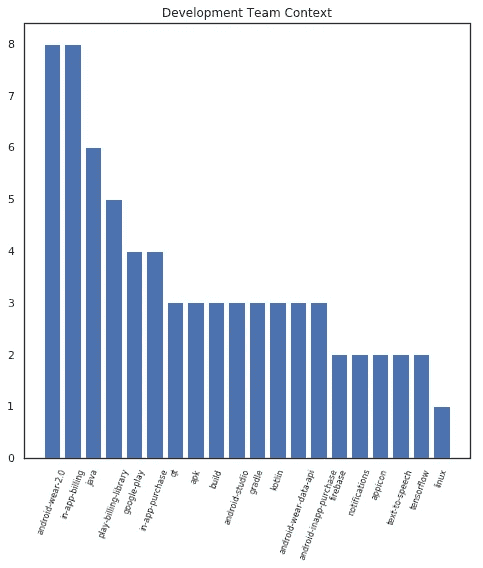 Development Team Context
8
7
6
5
4
3
2
1
0
android-wear-2.0
in-app-billing
java
play-billing-library
google-play
in-app-purchase
qt
apk
build
android-studio
gradle
kotlin
android-wear-data-api
android-inapp-purchase
firebase
notifications
appicon
text-to-speech
tensorflow
linux